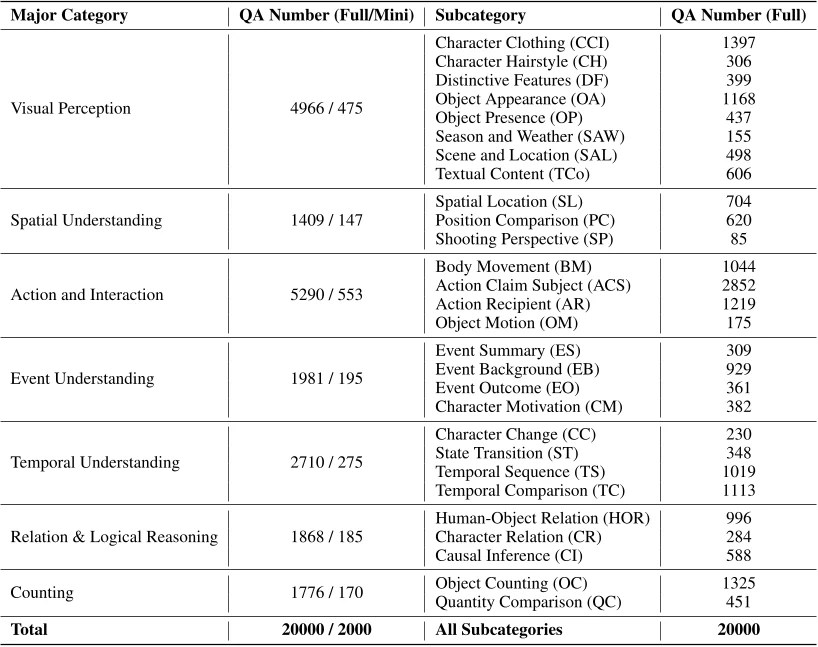 Major Category QA Number (Full/Mini) Subcategory QA Number (Full)
Character Clothing (CCI) 1397
Character Hairstyle (CH) 306
Distinctive Features (DF) 399
Object Appearance (OA) 1168
Visual Perception 4966 / 475
Object Presence (OP) 437
Season and Weather (SAW) 155
Scene and Location (SAL) 498
Textual Content (TCo) 606
Spatial Location (SL) 704
Spatial Understanding 1409 / 147 Position Comparison (PC) 620
Shooting Perspective (SP) 85
Body Movement (BM) 1044
Action Claim Subject (ACS) 2852
Action and Interaction 5290 / 553
Action Recipient (AR) 1219
Object Motion (OM) 175
Event Summary (ES) 309
Event Background (EB) 929
Event Understanding 1981 / 195
Event Outcome (EO) 361
Character Motivation (CM) 382
Character Change (CC) 230
State Transition (ST) 348
Temporal Understanding 2710 / 275
Temporal Sequence (TS) 1019
Temporal Comparison (TC) 1113
Human-Object Relation (HOR) 996
Relation & Logical Reasoning 1868 / 185 Character Relation (CR) 284
Causal Inference (CI) 588
Object Counting (OC) 1325
Counting 1776 / 170
Quantity Comparison (QC) 451
Total 20000 / 2000 All Subcategories 20000